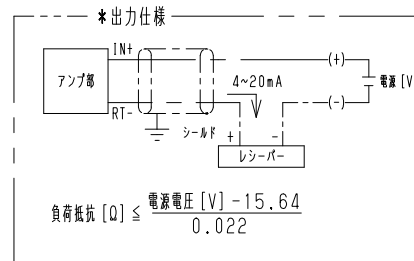 *出力仕様
IN+
アンプ部
RT-
シールド
4~20mA
(+)
(-)
電源[V
+ -
レシーバー
負荷抵抗[Ω]≦ 電源電圧[V]-15.64
0.022